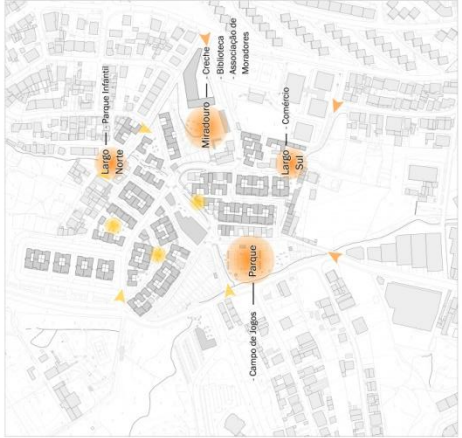 Largo
Norte
- Parque Infantil
Miradouro
- Creche
- Biblioteca
- Associação de
Moradores
Largo
Sul
- Comércio
Parque
- Campo de Jogos